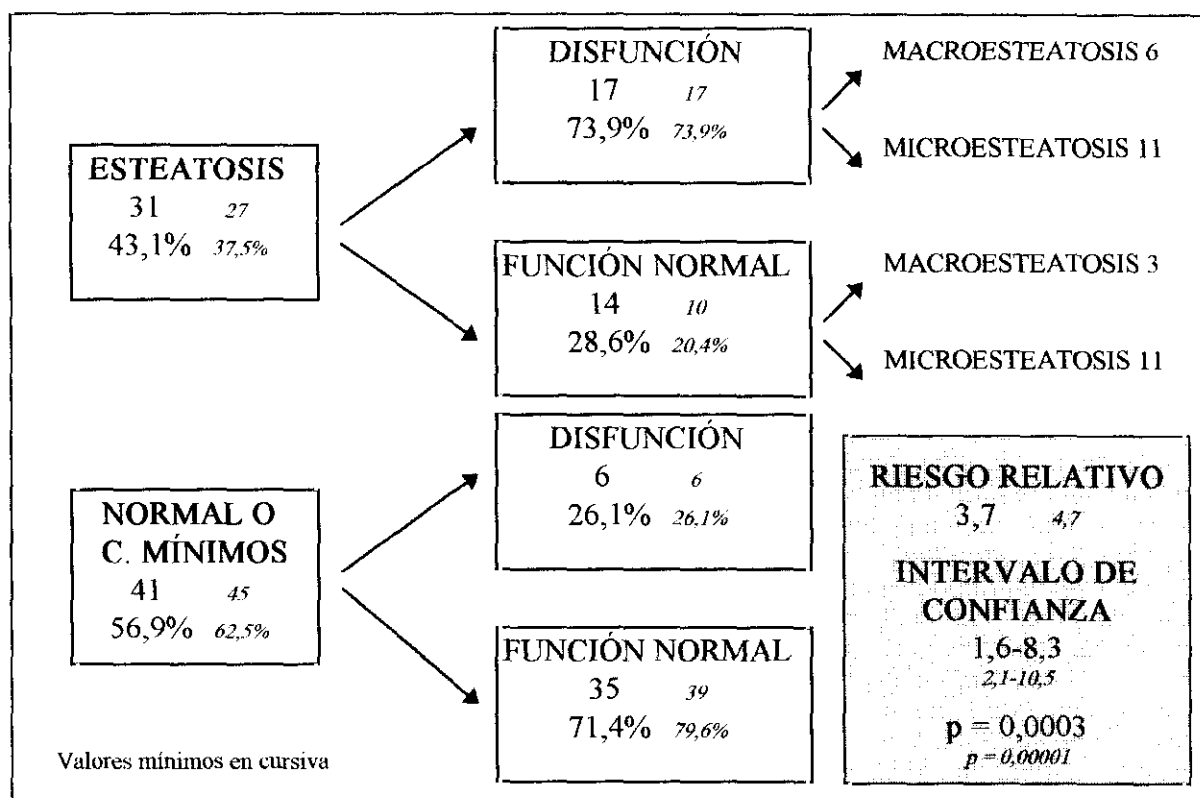 ESTEATOSIS
31 27
43,1% 37,5%
DISFUNCIÓN
17 17
73,9% 73,9%
MACROESTEATOSIS 6
MICROESTEATOSIS 11
FUNCIÓN NORMAL
14 10
28,6% 20,4%
MACROESTEATOSIS 3
MICROESTEATOSIS 11
NORMAL O
C. MÍNIMOS
41 45
56,9% 62,5%
DISFUNCIÓN
6 6
26,1% 26,1%
FUNCIÓN NORMAL
35 39
71,4% 79,6%
RIESGO RELATIVO
3,7 4,7
INTERVALO DE
CONFIANZA
1,6-8,3
2,1-10,5
p = 0,0003
p = 0,00001
Valores mínimos en cursiva